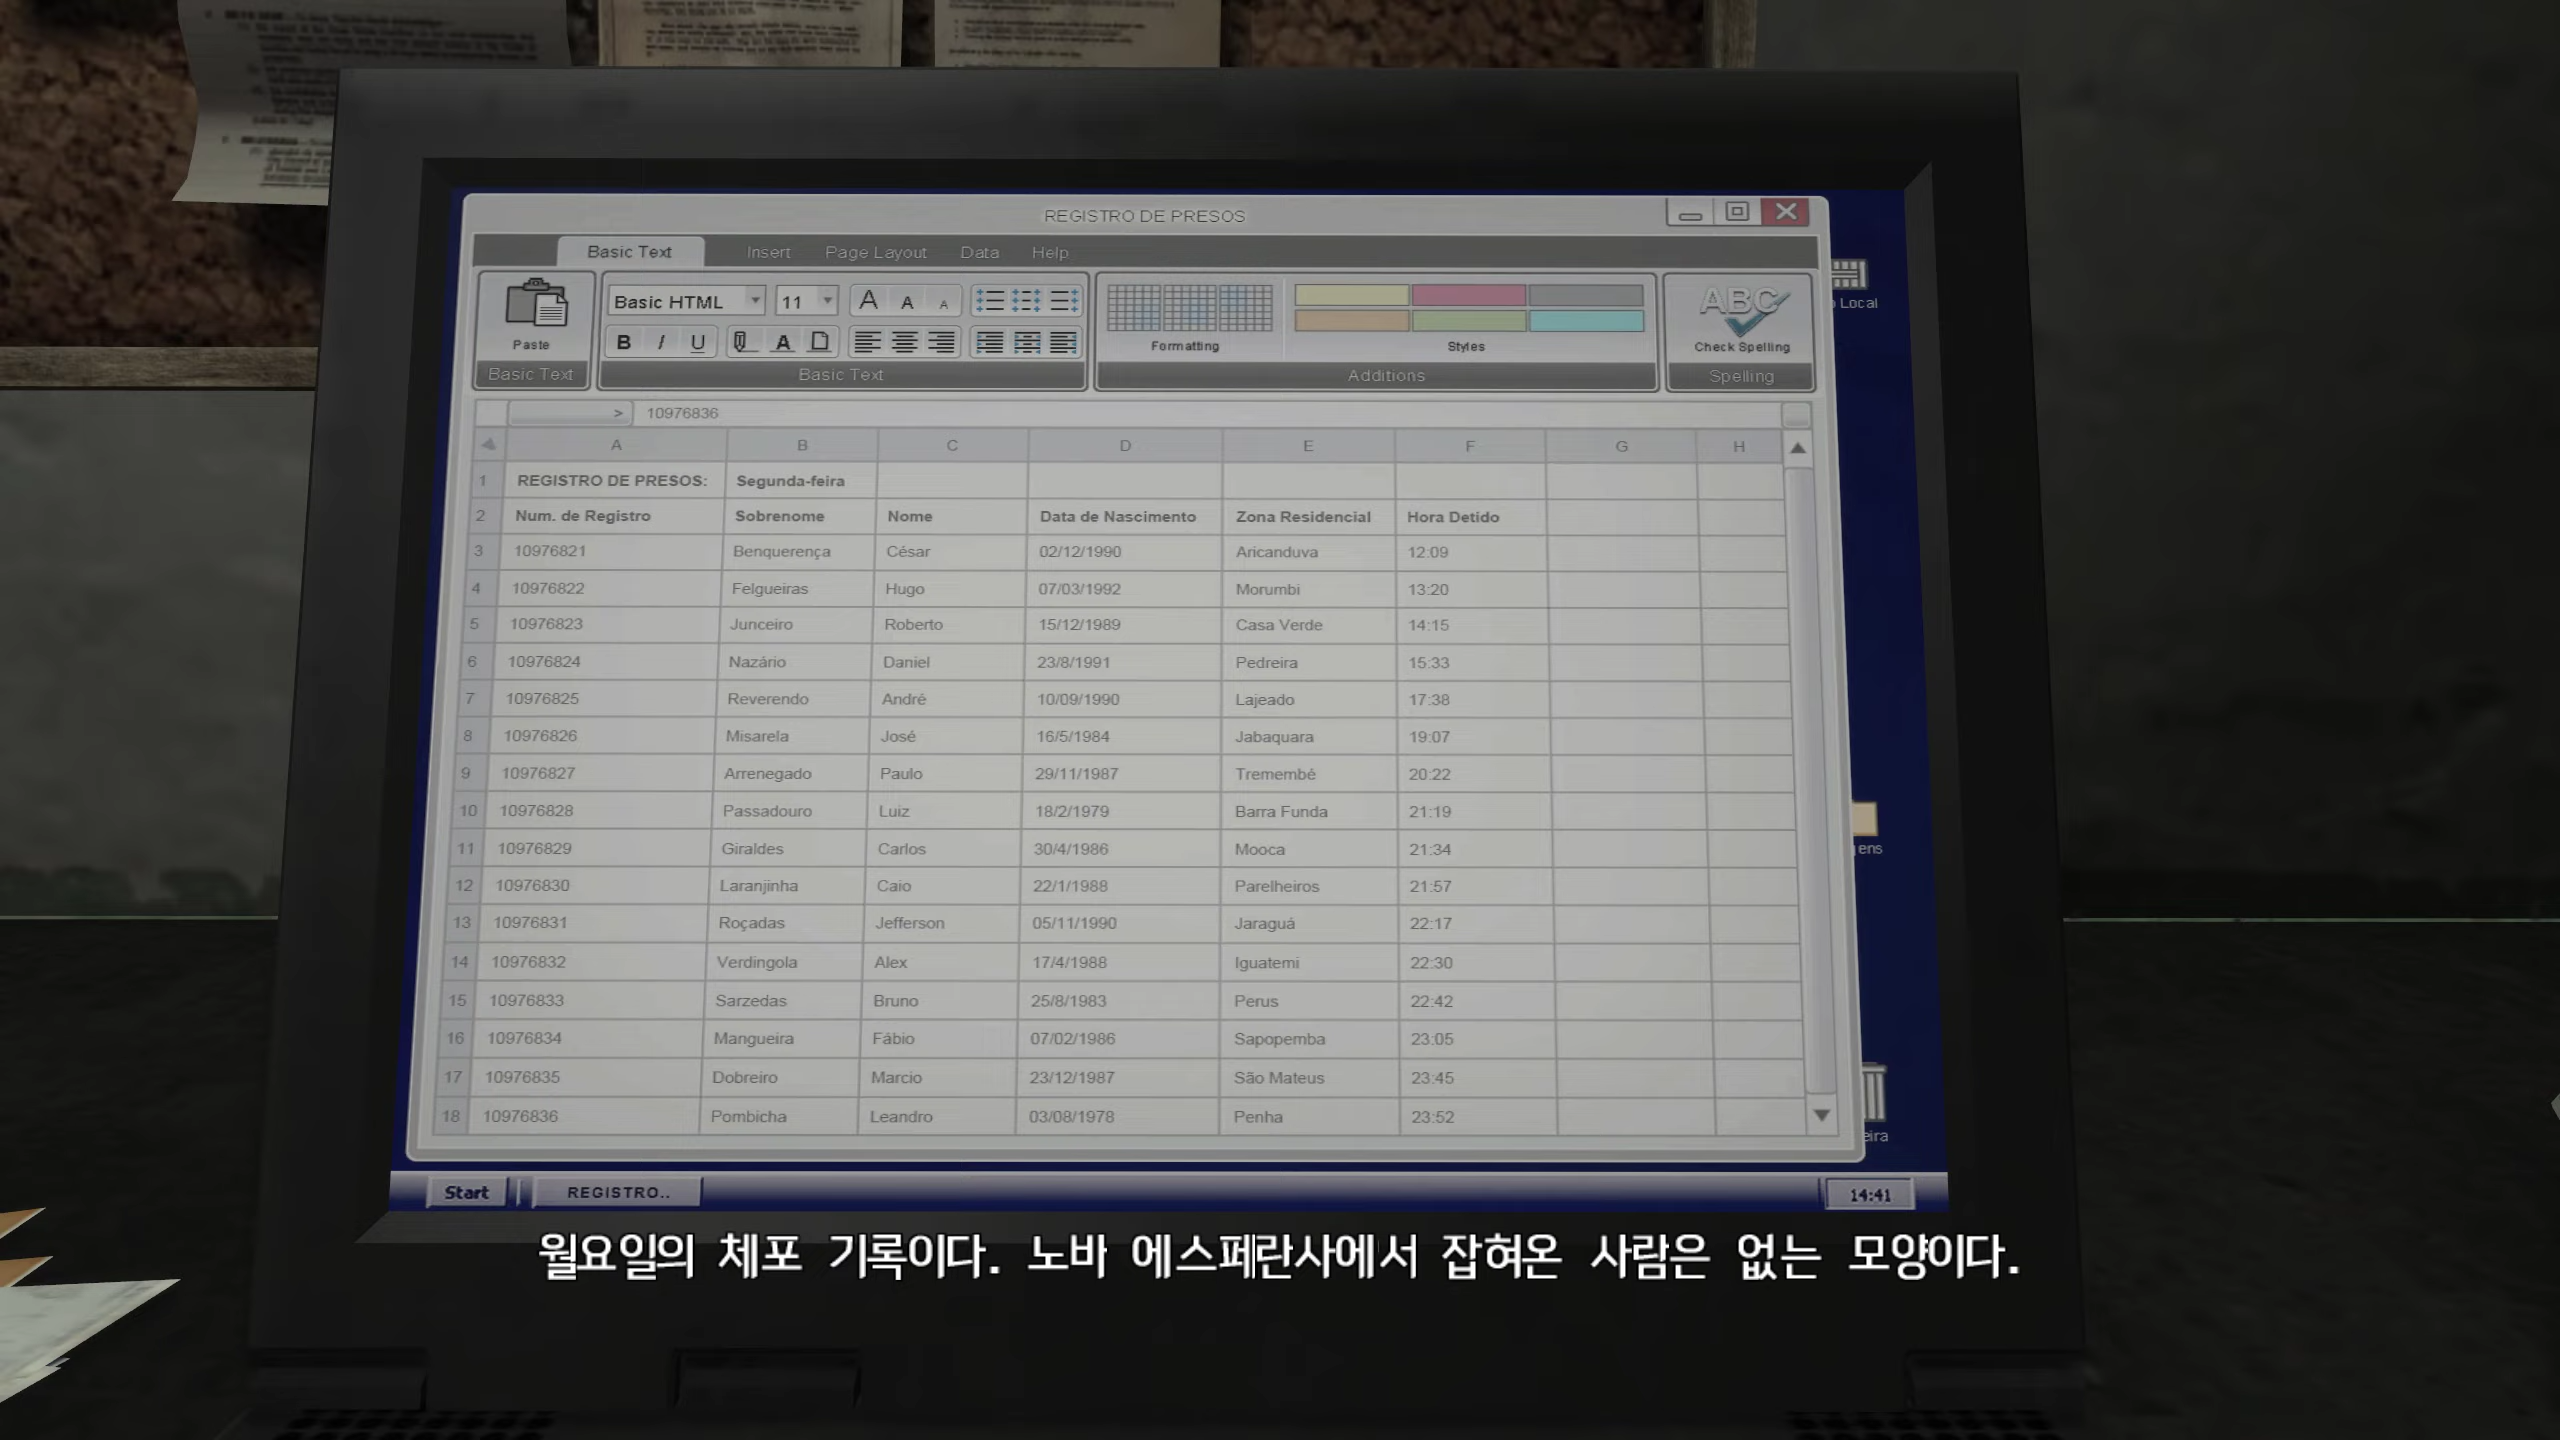 REGISTRO DE PRESOS
Basic Text Insert Page Layout Data Help
Paste
Basic HTML 11 A A A
B I U A
Formatting
Styles
ABC
Check Spelling
Basic Text
Basic Text
Additions
Spelling
> 10976836
A B C D E F G H
1 REGISTRO DE PRESOS: Segunda-feira
2 Num. de Registro Sobrenome Nome Data de Nascimento Zona Residencial Hora Detido
3 10976821 Benquerença César 02/12/1990 Aricanduva 12:09
4 10976822 Felgueiras Hugo 07/03/1992 Morumbi 13:20
5 10976823 Junceiro Roberto 15/12/1989 Casa Verde 14:15
6 10976824 Nazário Daniel 23/8/1991 Pedreira 15:33
7 10976825 Reverendo André 10/09/1990 Lajeado 17:38
8 10976826 Misarela José 16/5/1984 Jabaquara 19:07
9 10976827 Arrenegado Paulo 29/11/1987 Tremembé 20:22
10 10976828 Passadouro Luiz 18/2/1979 Barra Funda 21:19
11 10976829 Giraldes Carlos 30/4/1986 Mooca 21:34
12 10976830 Laranjinha Caio 22/1/1988 Parelheiros 21:57
13 10976831 Roçadas Jefferson 05/11/1990 Jaraguá 22:17
14 10976832 Verdingola Alex 17/4/1988 Iguatemi 22:30
15 10976833 Sarzedas Bruno 25/8/1983 Perus 22:42
16 10976834 Mangueira Fábio 07/02/1986 Sapopemba 23:05
17 10976835 Dobreiro Marcio 23/12/1987 São Mateus 23:45
18 10976836 Pombicha Leandro 03/08/1978 Penha 23:52
Local
ens
eira
Start REGISTRO.. 14:41
월요일의 체포 기록이다. 노바 에스페란사에서 잡혀온 사람은 없는 모양이다.